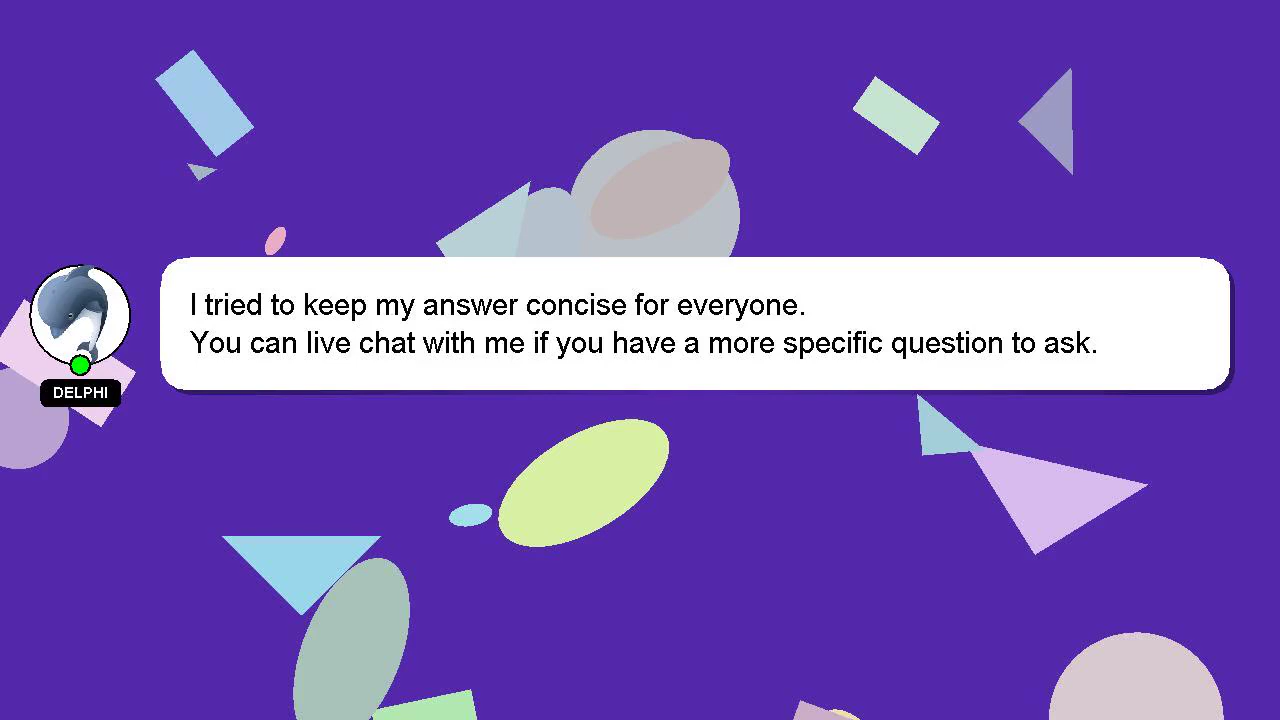 I tried to keep my answer concise for everyone.
You can live chat with me if you have a more specific question to ask.
DELPHI